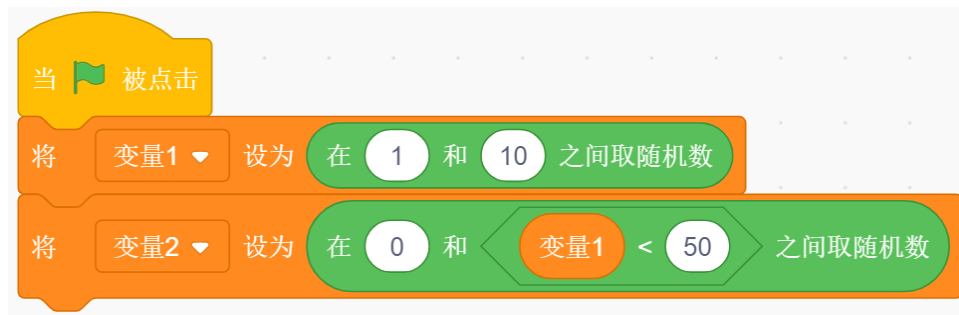 当 被点击
将 变量1 设为 在 1 和 10 之间取随机数
将 变量2 设为 在 0 和 变量1 < 50 之间取随机数